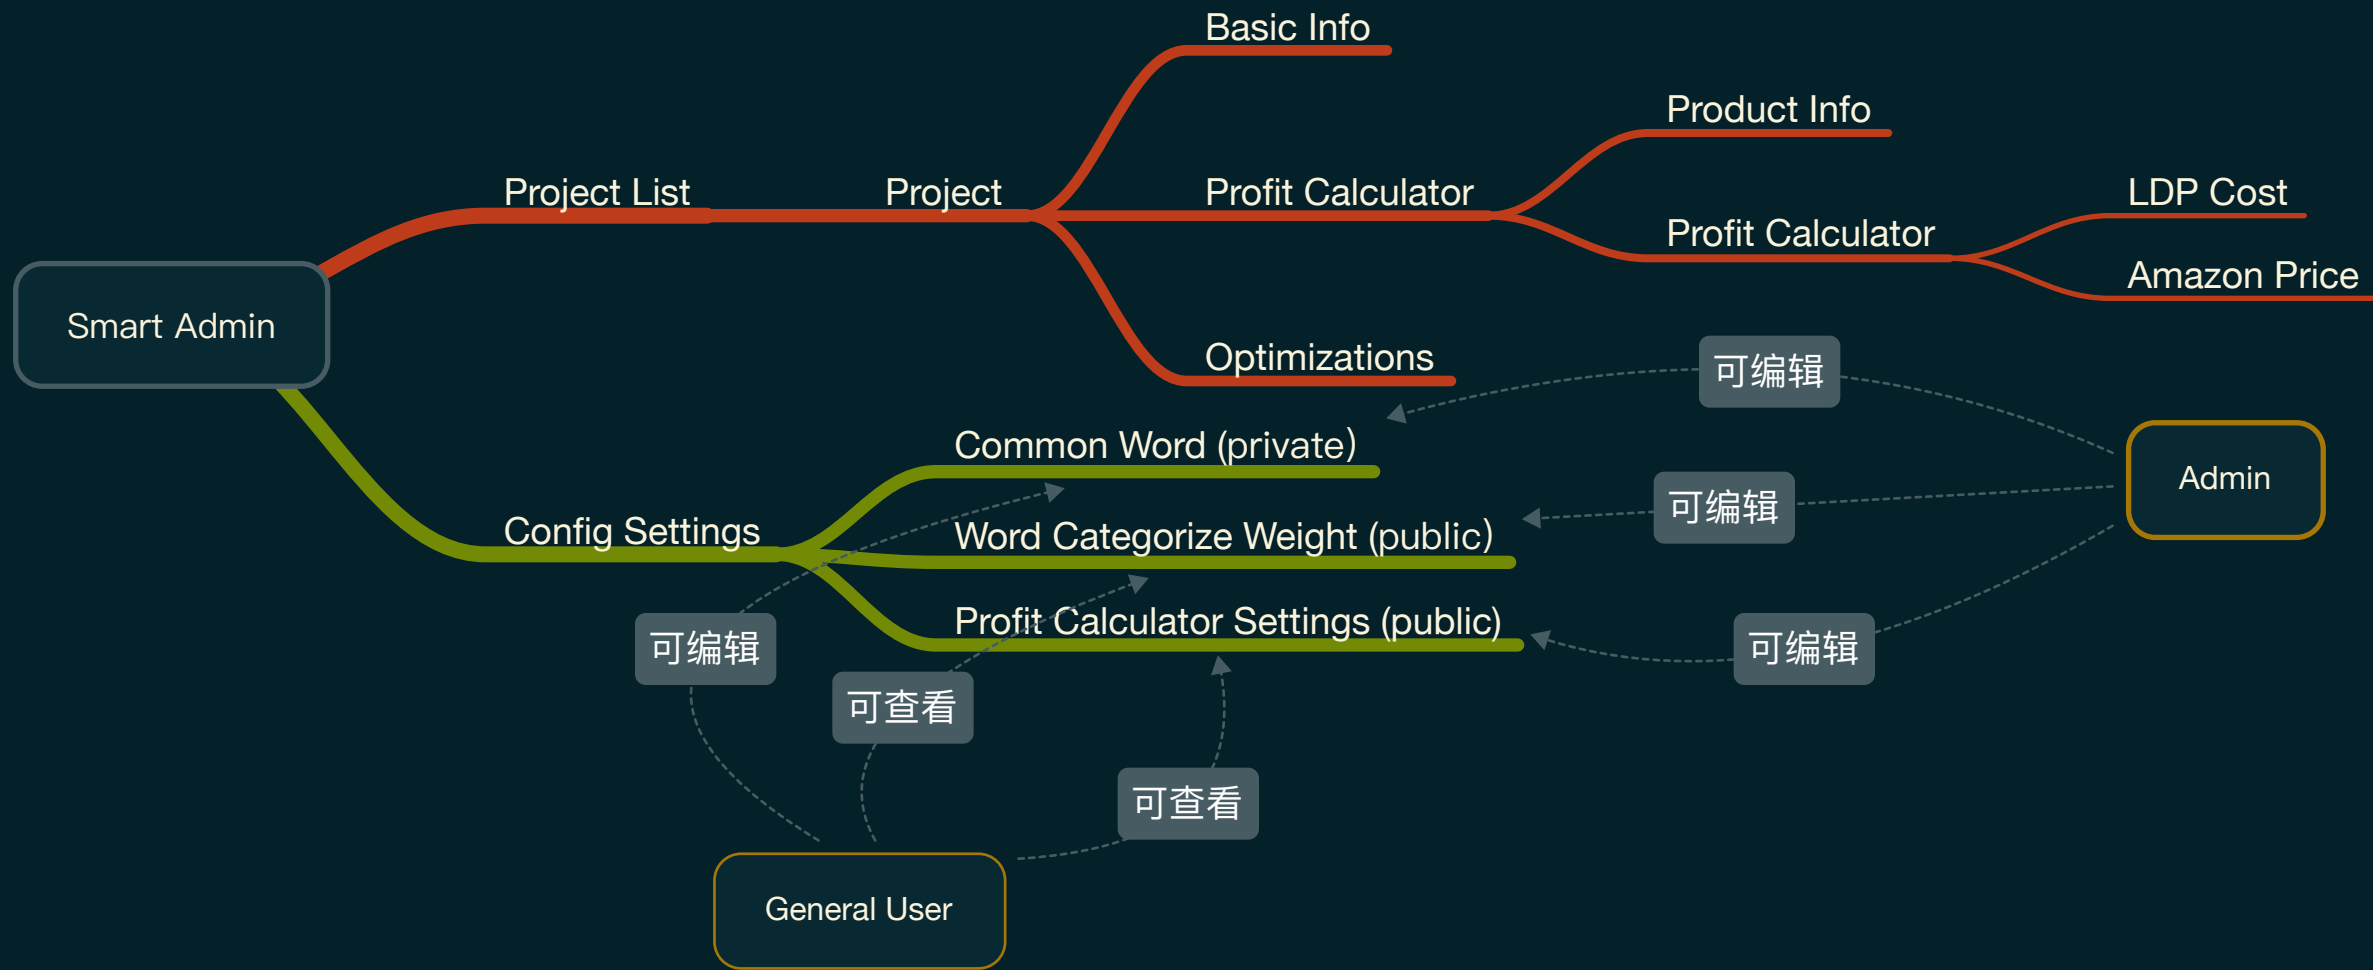 Basic Info
Product Info
Project List
Project
Profit Calculator
LDP Cost
Profit Calculator
Amazon Price
Smart Admin
Optimizations
可编辑
Common Word (private)
Admin
可编辑
Config Settings
Word Categorize Weight (public)
Profit Calculator Settings (public)
可编辑
可编辑
可查看
可查看
General User